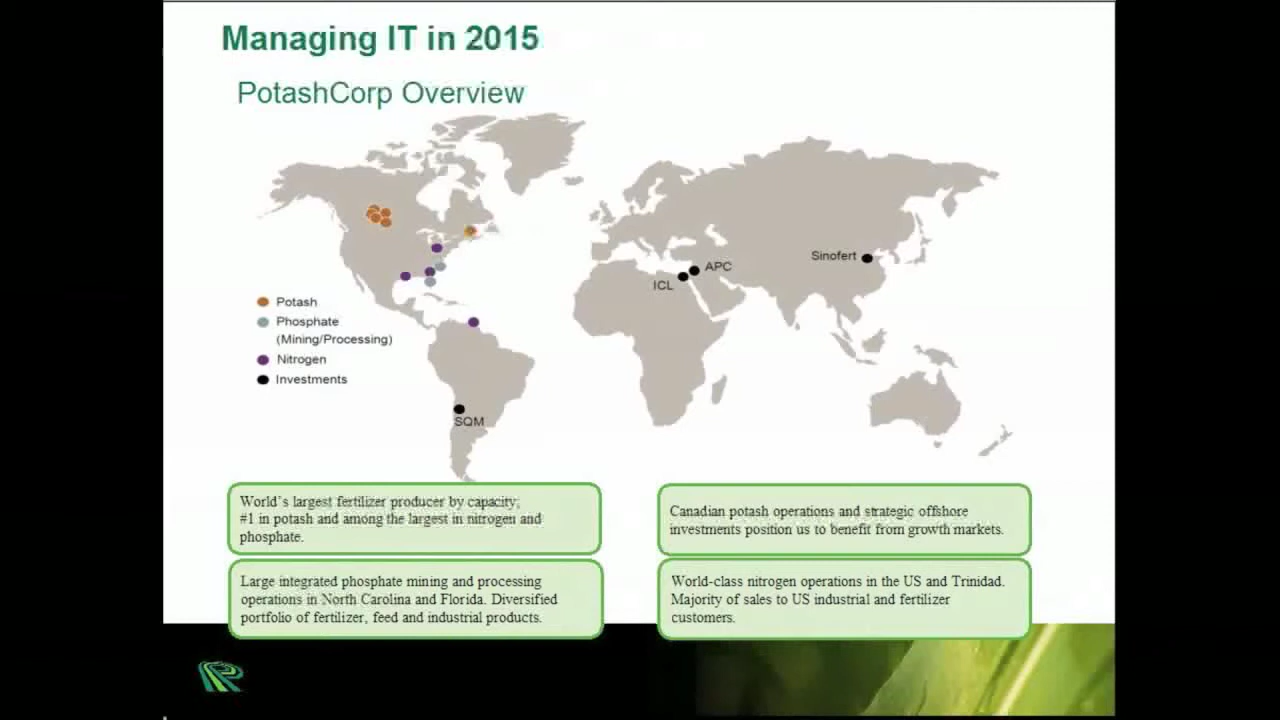 Managing IT in 2015
PotashCorp Overview
Sinofert
APC
ICL
Potash
Phosphate
(Mining/Processing)
Nitrogen
Investments
SQM
World's largest fertilizer producer by capacity;
#1 in potash and among the largest in nitrogen and
phosphate.
Canadian potash operations and strategic offshore
investments position us to benefit from growth markets.
Large integrated phosphate mining and processing
operations in North Carolina and Florida. Diversified
portfolio of fertilizer, feed and industrial products.
World-class nitrogen operations in the US and Trinidad.
Majority of sales to US industrial and fertilizer
customers.